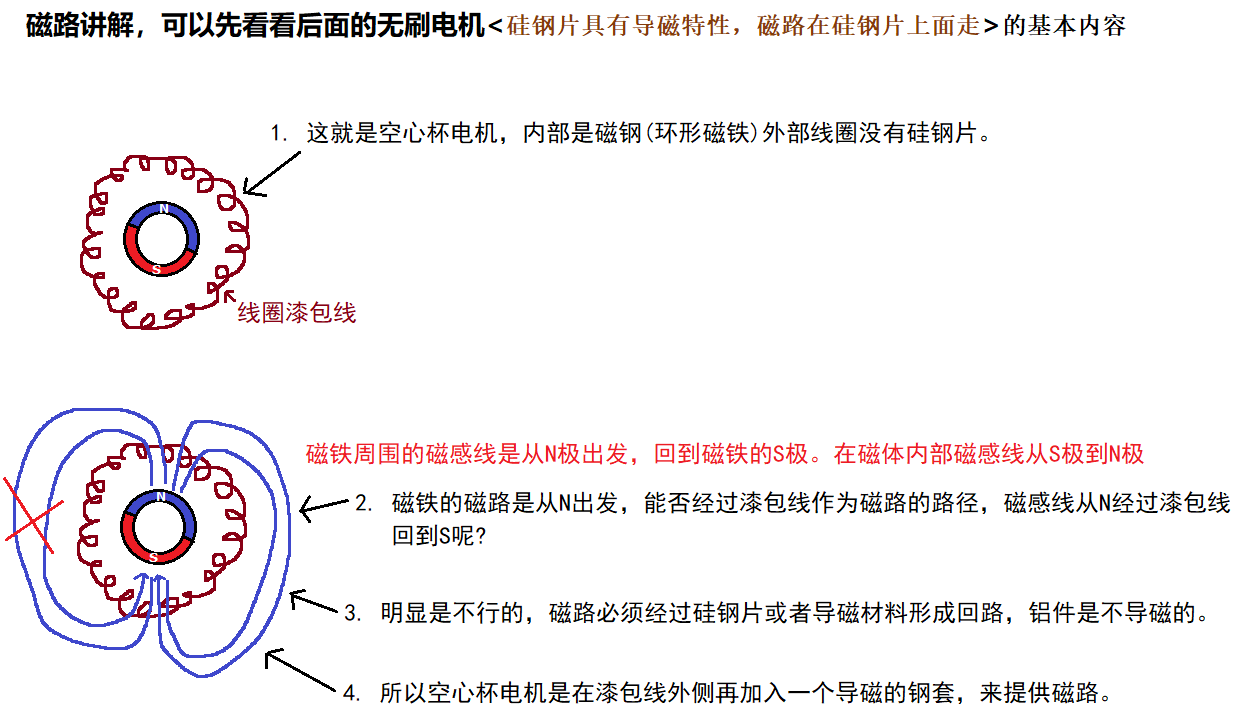 磁路讲解，可以先看看后面的无刷电机<硅钢片具有导磁特性，磁路在硅钢片上面走>的基本内容
1. 这就是空心杯电机，内部是磁钢(环形磁铁)外部线圈没有硅钢片。
N
S
线圈漆包线
磁铁周围的磁感线是从N极出发，回到磁铁的S极。在磁体内部磁感线从S极到N极
2. 磁铁的磁路是从N出发，能否经过漆包线作为磁路的路径，磁感线从N经过漆包线
回到S呢?
N
S
3. 明显是不行的，磁路必须经过硅钢片或者导磁材料形成回路，铝件是不导磁的。
4. 所以空心杯电机是在漆包线外侧再加入一个导磁的钢套，来提供磁路。